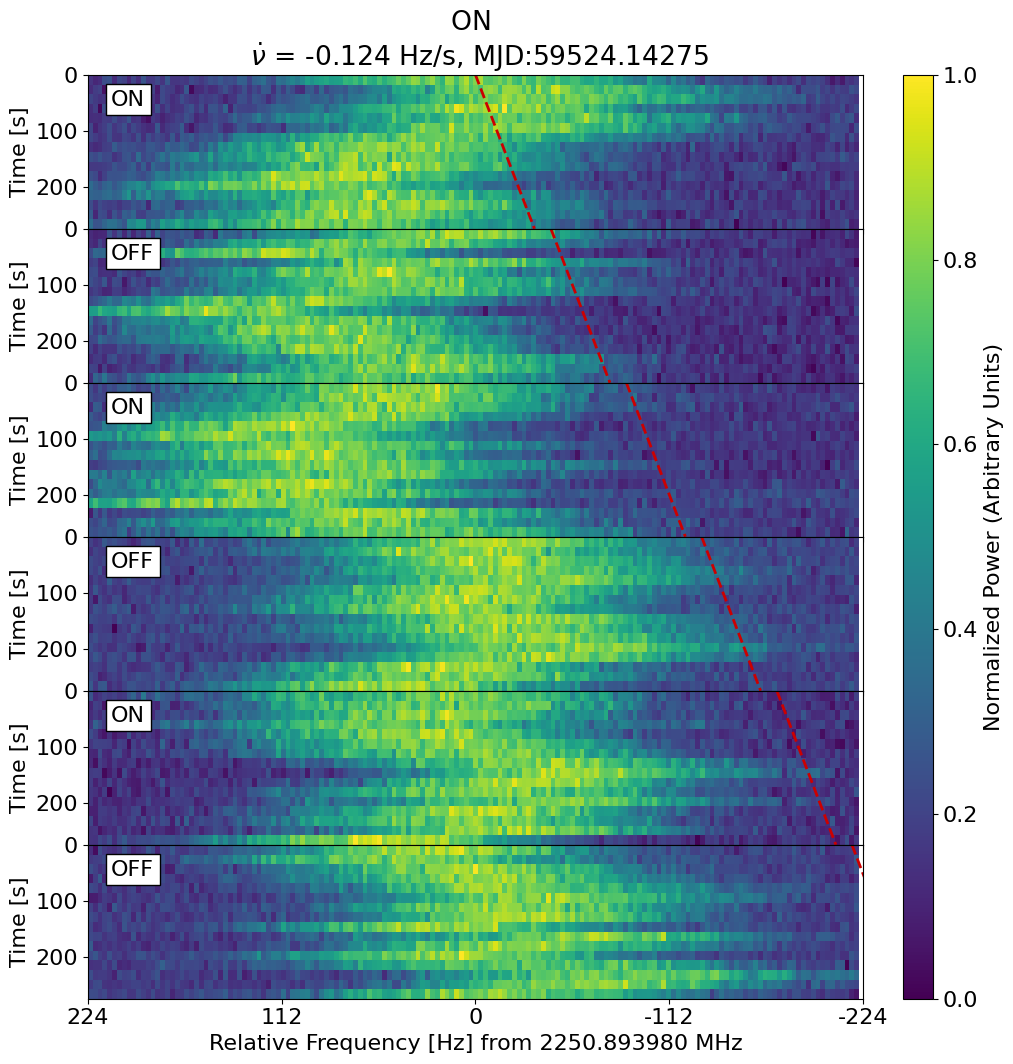 ON
ν̇ = -0.124 Hz/s, MJD:59524.14275
0
ON
100
Time [s]
200
0
OFF
100
Time [s]
200
0
ON
100
Time [s]
200
0
OFF
100
Time [s]
200
0
ON
100
Time [s]
200
0
OFF
100
Time [s]
200
224 112 0 -112 -224
Relative Frequency [Hz] from 2250.893980 MHz
1.0
0.8
0.6
0.4
0.2
0.0
Normalized Power (Arbitrary Units)